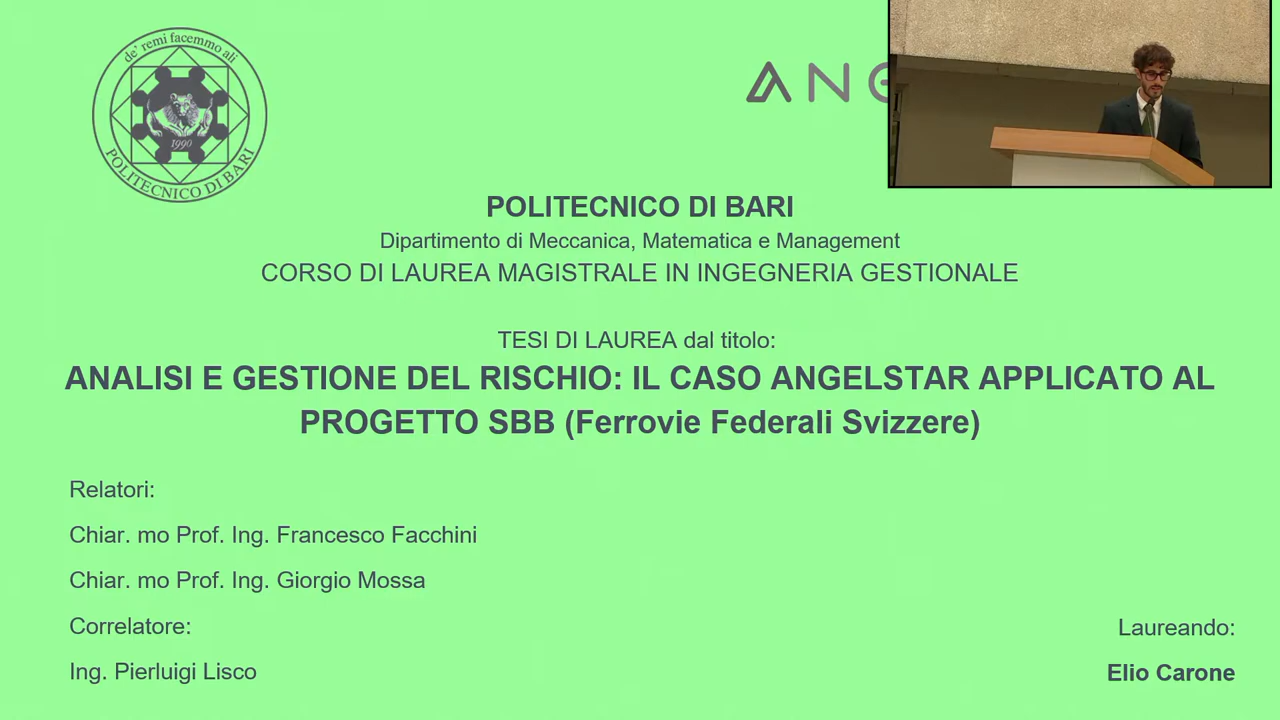 de' remi facemmo ali
1990
POLITECNICO DI BARI
POLITECNICO DI BARI
Dipartimento di Meccanica, Matematica e Management
CORSO DI LAUREA MAGISTRALE IN INGEGNERIA GESTIONALE
TESI DI LAUREA dal titolo:
ANALISI E GESTIONE DEL RISCHIO: IL CASO ANGELSTAR APPLICATO AL
PROGETTO SBB (Ferrovie Federali Svizzere)
Relatori:
Chiar. mo Prof. Ing. Francesco Facchini
Chiar. mo Prof. Ing. Giorgio Mossa
Correlatore:
Ing. Pierluigi Lisco
Laureando:
Elio Carone